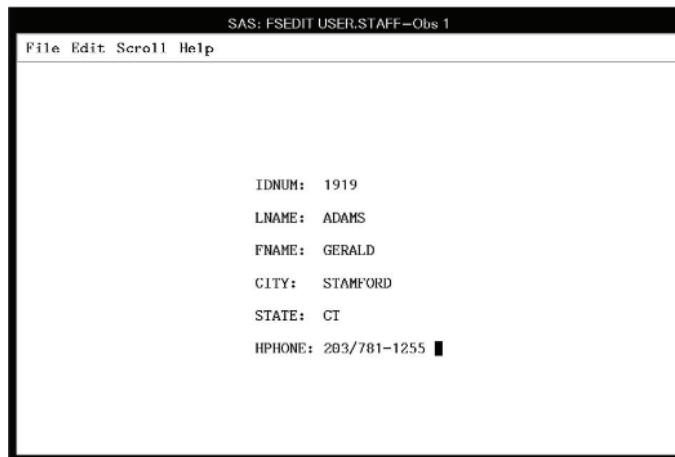 SAS: FSEDIT USER.STAFF–Obs 1
File Edit Scroll Help
IDNUM: 1919
LNAME: ADAMS
FNAME: GERALD
CITY: STAMFORD
STATE: CT
HPHONE: 203/781-1255